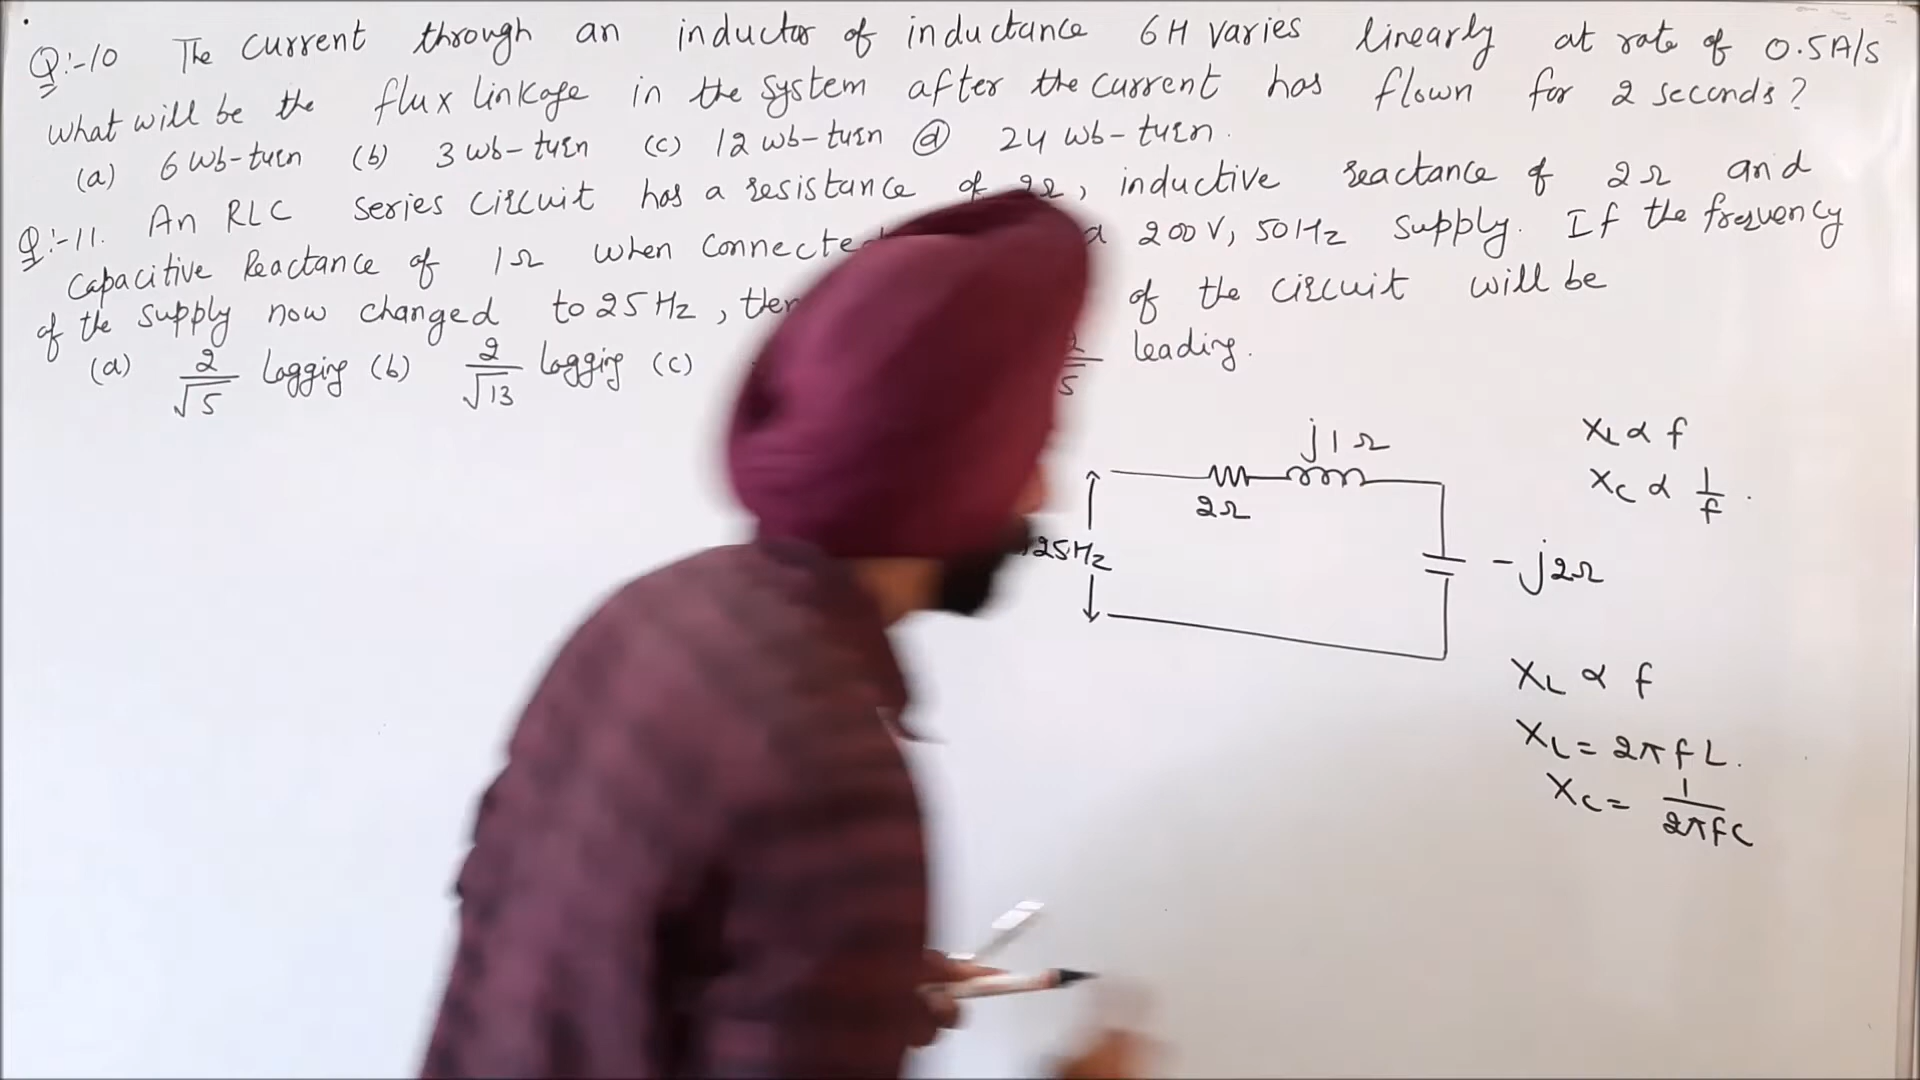 Q:-10 The current through an inductor of inductance 6H varies linearly at rate of 0.5A/s
what will be the flux linkage in the system after the current has flown for 2 seconds?
(a) 6 wb-turn (b) 3 wb-turn (c) 12 wb-turn (d) 24 wb-turn.
Q:-11. An RLC series circuit has a resistance of 2Ω, inductive reactance of 2Ω and
capacitive Reactance of 1Ω when connecte a 200V, 50Hz supply. If the frequency
of the supply now changed to 25Hz, then of the circuit will be
(a) 2/√5 lagging (b) 2/√13 lagging (c) 5 leading.
j1Ω
2Ω
25Hz
-j2Ω
XL ∝ f
XC ∝ 1/f .
XL ∝ f
XL = 2πfL.
XC = 1/2πfC